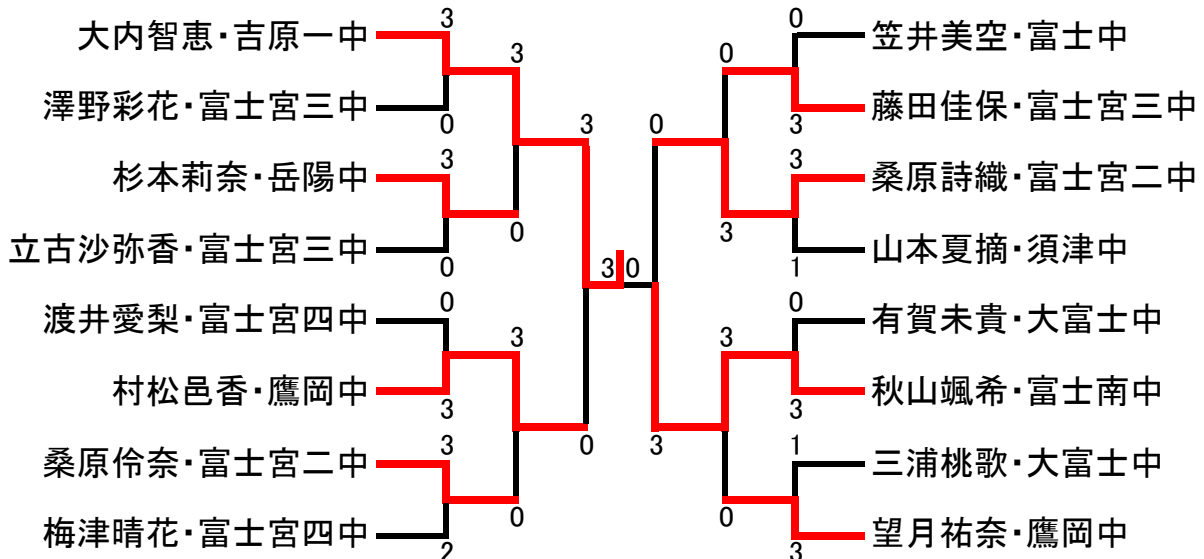 3
0
大内智恵・吉原一中
笠井美空・富士中
3
0
澤野彩花・富士宮三中
藤田佳保・富士宮三中
0
3
3
0
3
3
杉本莉奈・岳陽中
桑原詩織・富士宮二中
0
3
立古沙弥香・富士宮三中
山本夏摘・須津中
0
1
3
0
0
0
渡井愛梨・富士宮四中
有賀未貴・大富士中
3
3
村松邑香・鷹岡中
秋山颯希・富士南中
3
3
3
0
3
1
桑原伶奈・富士宮二中
三浦桃歌・大富士中
0
0
梅津晴花・富士宮四中
望月祐奈・鷹岡中
2
3